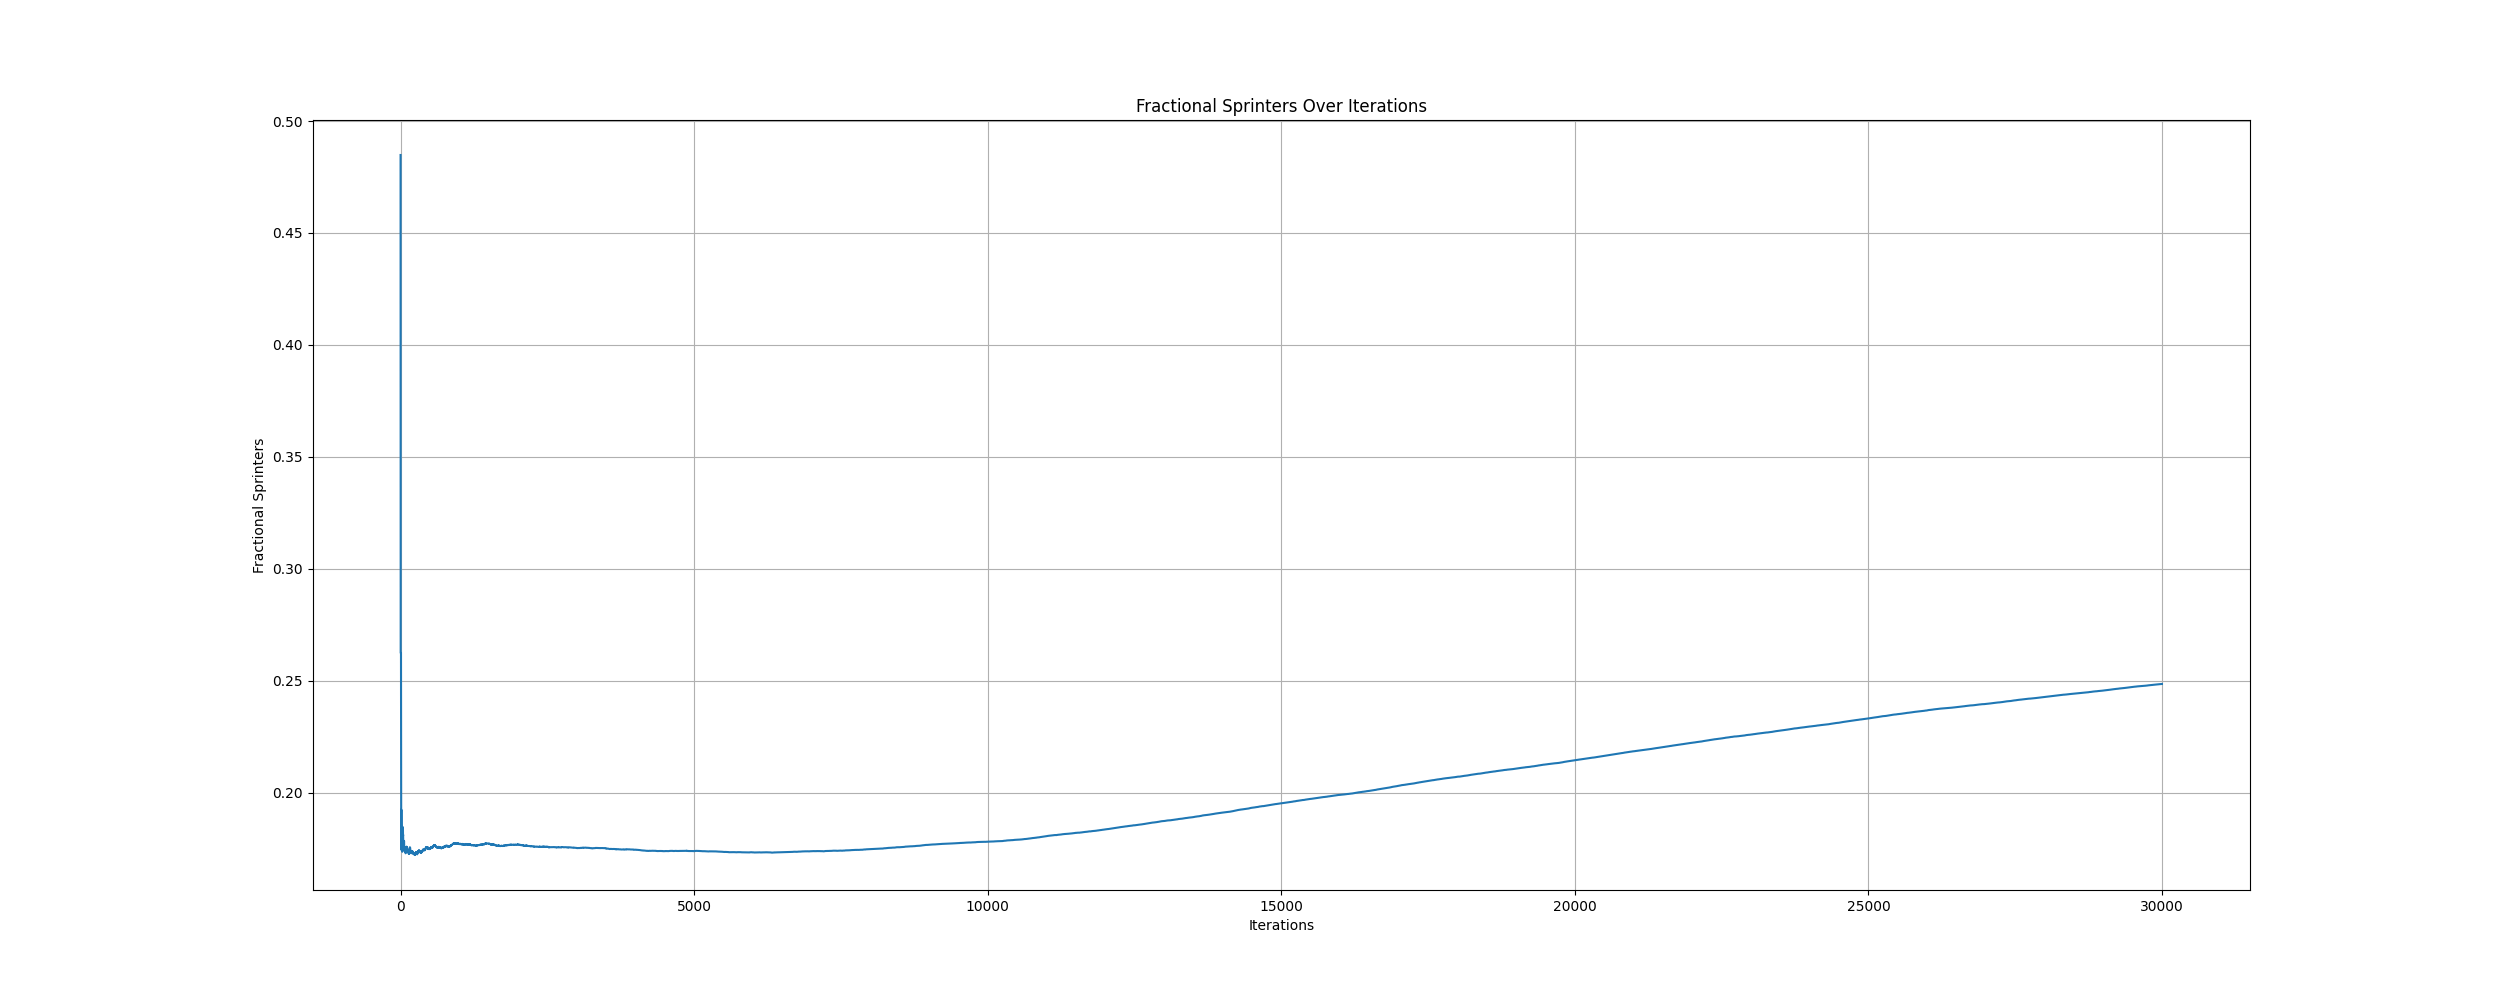 Fractional Sprinters Over Iterations
0.50
0.45
0.40
0.35
0.30
0.25
0.20
Fractional Sprinters
0 5000 10000 15000 20000 25000 30000
Iterations